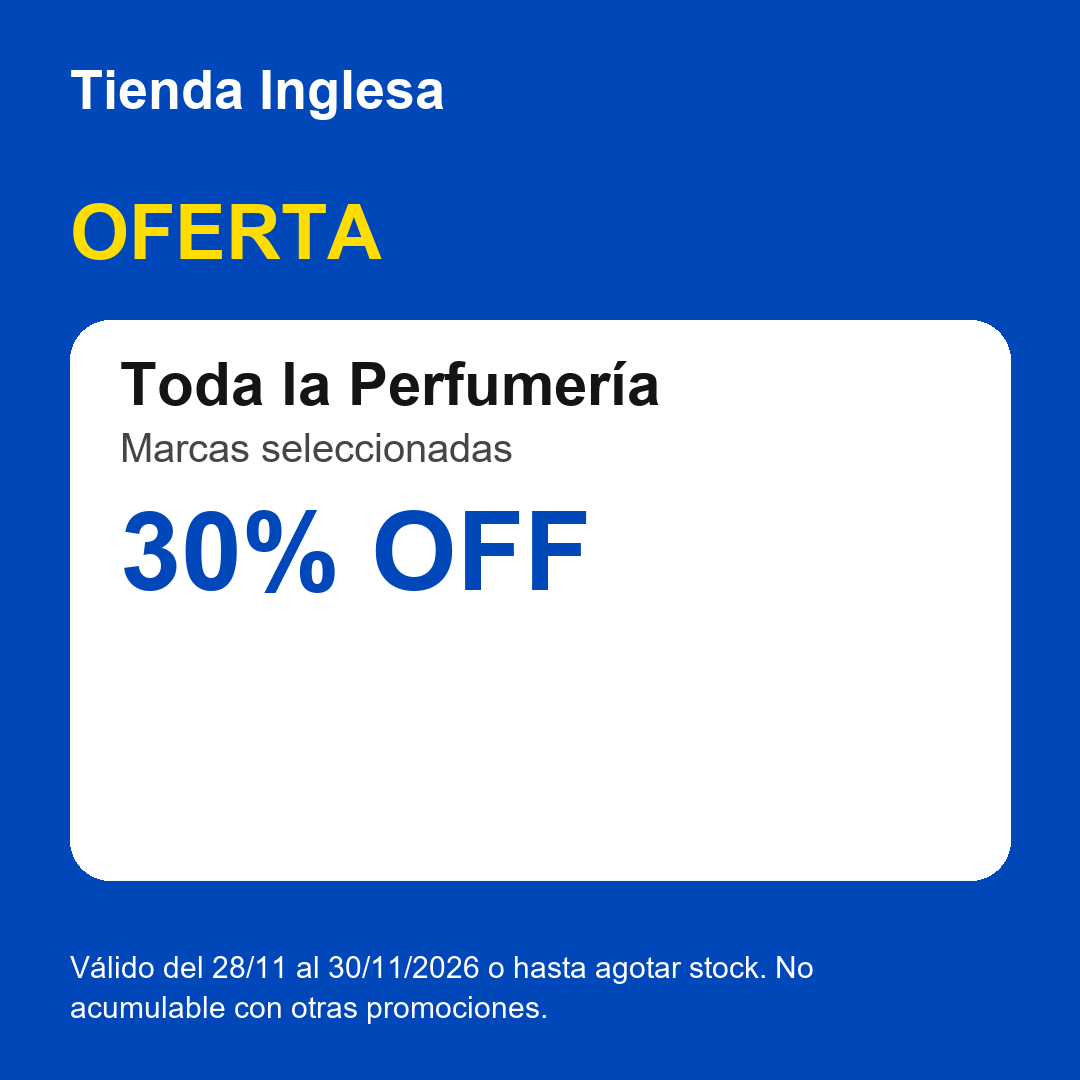 Tienda Inglesa
OFERTA
Toda la Perfumería
Marcas seleccionadas
30% OFF
Válido del 28/11 al 30/11/2026 o hasta agotar stock. No
acumulable con otras promociones.